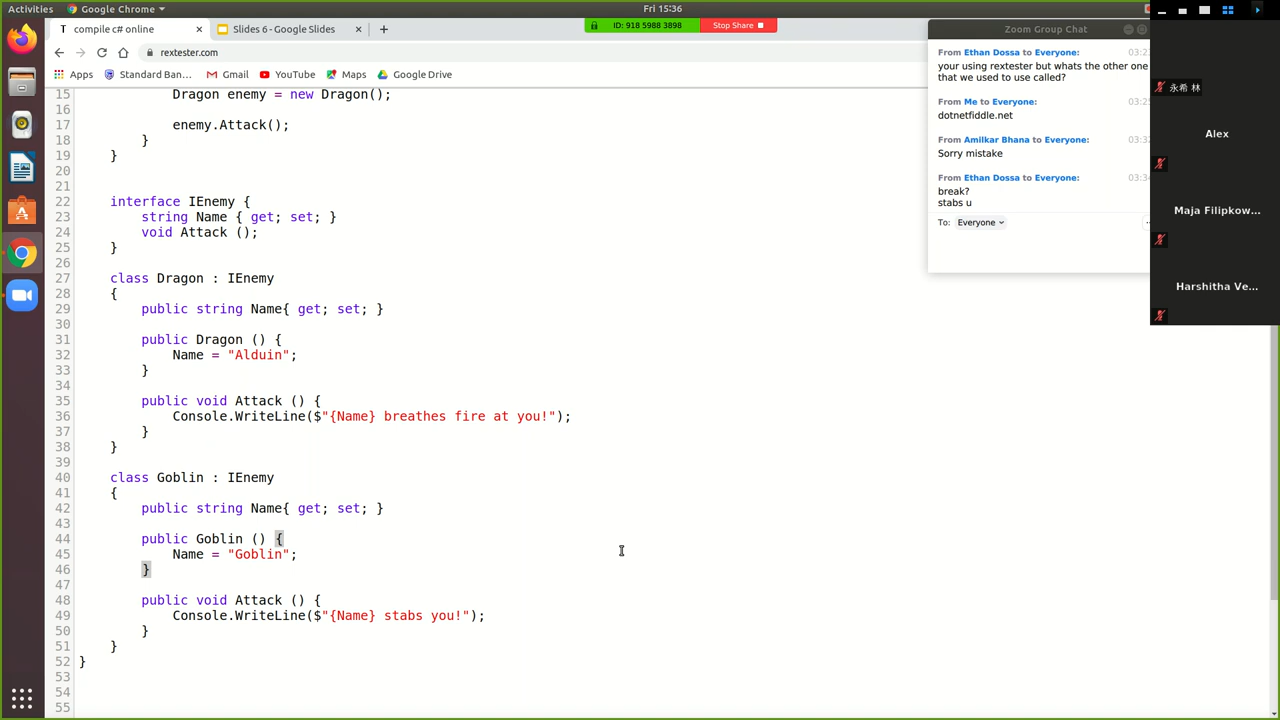 Activities
Google Chrome
Fri 15:36
compile c# online
Slides 6 - Google Slides
ID: 918 5988 3898
Stop Share
rextester.com
Apps
Standard Ban...
Gmail
YouTube
Maps
Google Drive
15 Dragon enemy = new Dragon();
16
17 enemy.Attack();
18 }
19 }
20
21
22 interface IEnemy {
23 string Name { get; set; }
24 void Attack ();
25 }
26
27 class Dragon : IEnemy
28 {
29 public string Name{ get; set; }
30
31 public Dragon () {
32 Name = "Alduin";
33 }
34
35 public void Attack () {
36 Console.WriteLine($"{Name} breathes fire at you!");
37 }
38 }
39
40 class Goblin : IEnemy
41 {
42 public string Name{ get; set; }
43
44 public Goblin () {
45 Name = "Goblin";
46 }
47
48 public void Attack () {
49 Console.WriteLine($"{Name} stabs you!");
50 }
51 }
52 }
53
54
55
Zoom Group Chat
From Ethan Dossa to Everyone:
your using rextester but whats the other one
that we used to use called?
From Me to Everyone:
dotnetfiddle.net
From Amilkar Bhana to Everyone:
Sorry mistake
From Ethan Dossa to Everyone:
break?
stabs u
To: Everyone
永希 林
Alex
Maja Filipkow...
Harshitha Ve...